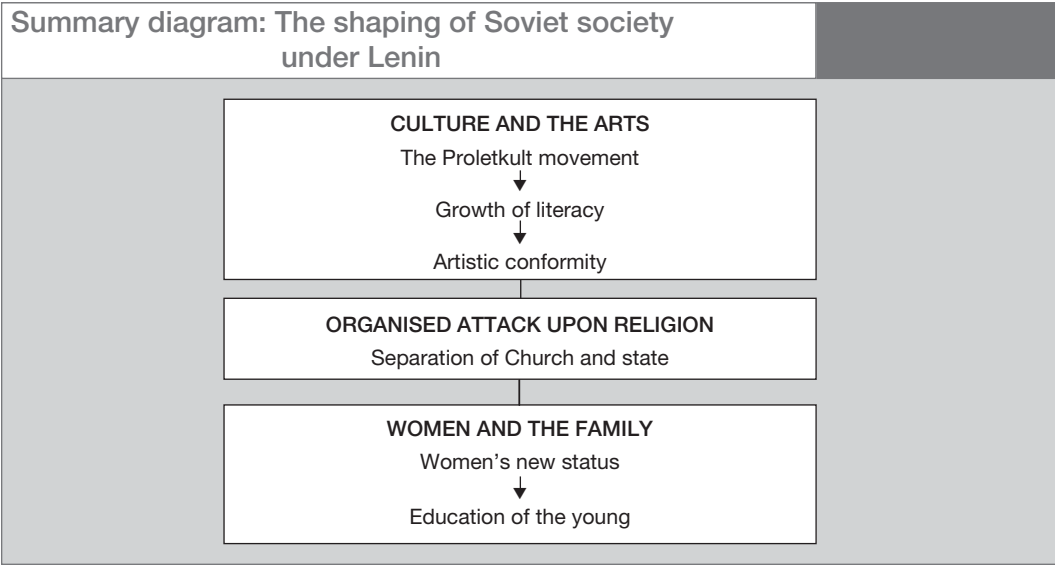 Summary diagram: The shaping of Soviet society
under Lenin
CULTURE AND THE ARTS
The Proletkult movement
Growth of literacy
Artistic conformity
ORGANISED ATTACK UPON RELIGION
Separation of Church and state
WOMEN AND THE FAMILY
Women’s new status
Education of the young